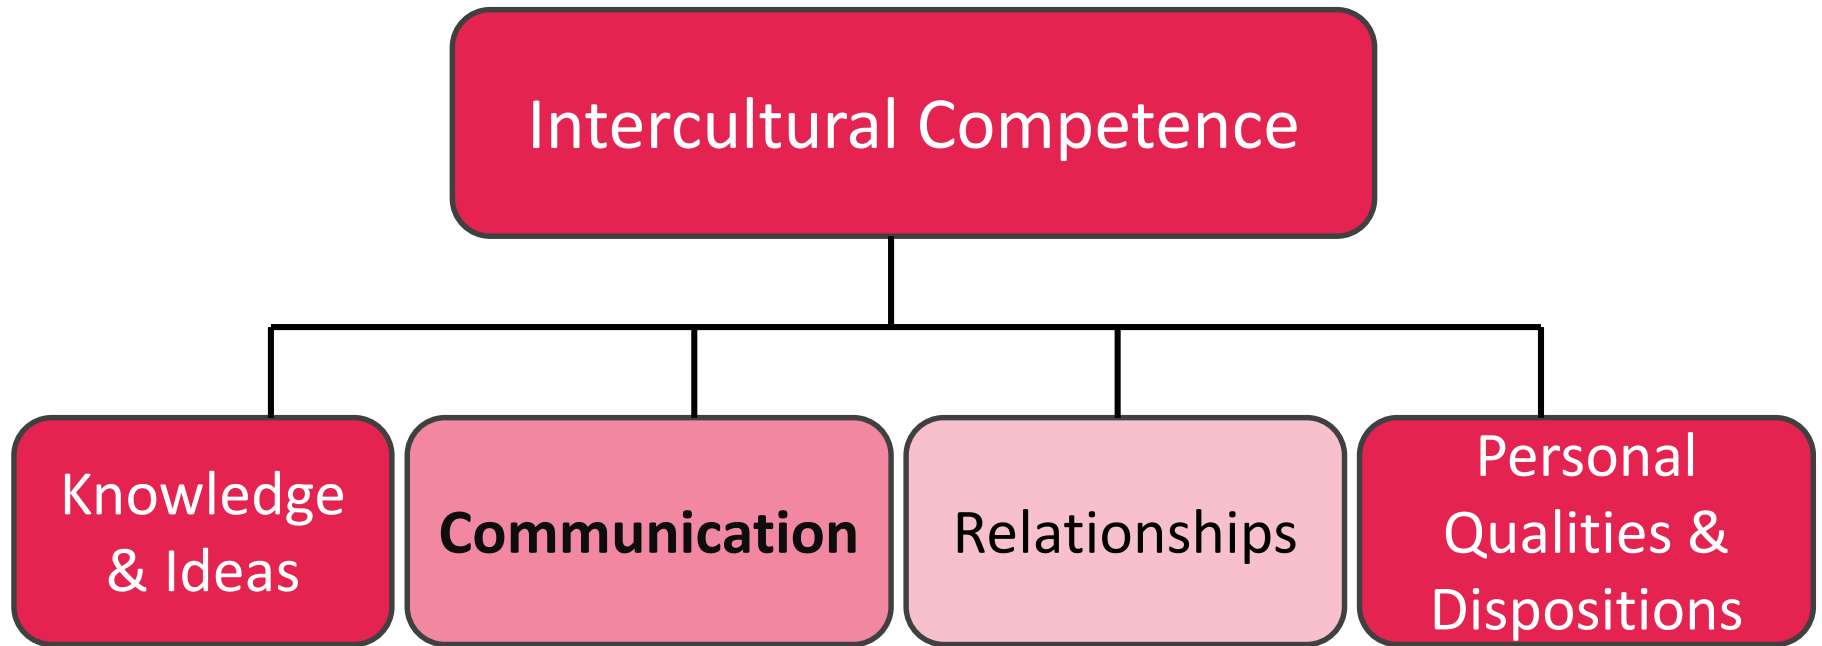 Intercultural Competence
Knowledge
& Ideas
Communication
Relationships
Personal
Qualities &
Dispositions